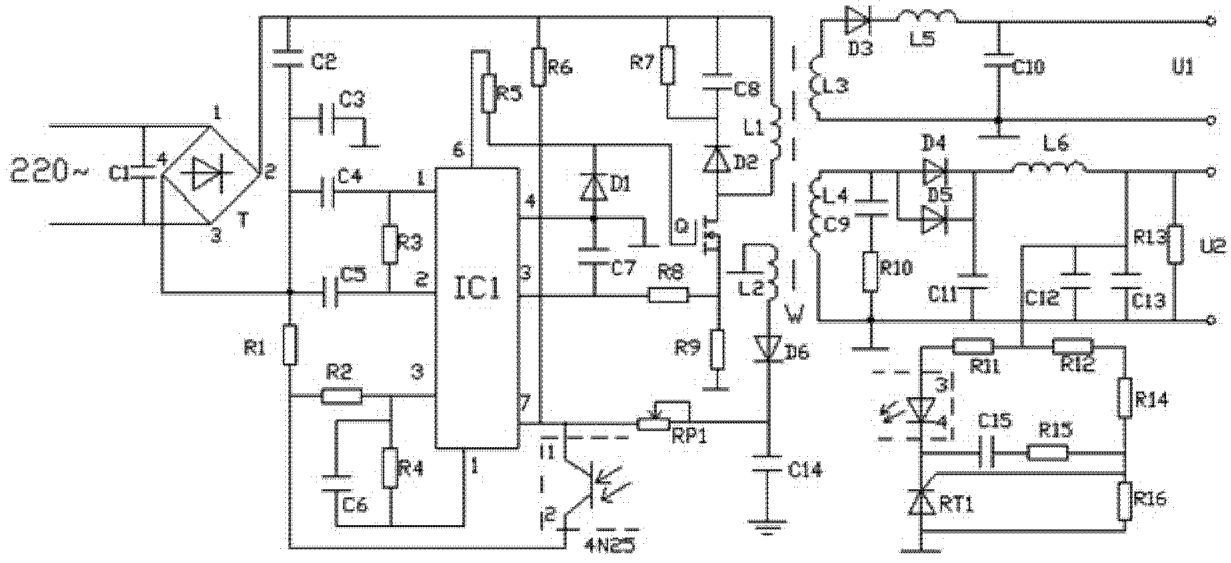 D3
L5
C2
R6
R7
C8
C10
U1
R5
L3
C3
L1
1
6
D4
L6
220~
4
C1
2
C4
1
D2
D1
4
L4
D5
3
T
R3
Q
C9
R13
U2
C5
2
IC1
C7
R8
L2
R10
C11
C12
C13
3
W
R1
R9
D6
R11
R12
R2
3
3
R14
7
RP1
4
C15
R15
R4
1
1
C14
C6
RT1
R16
2
4N25